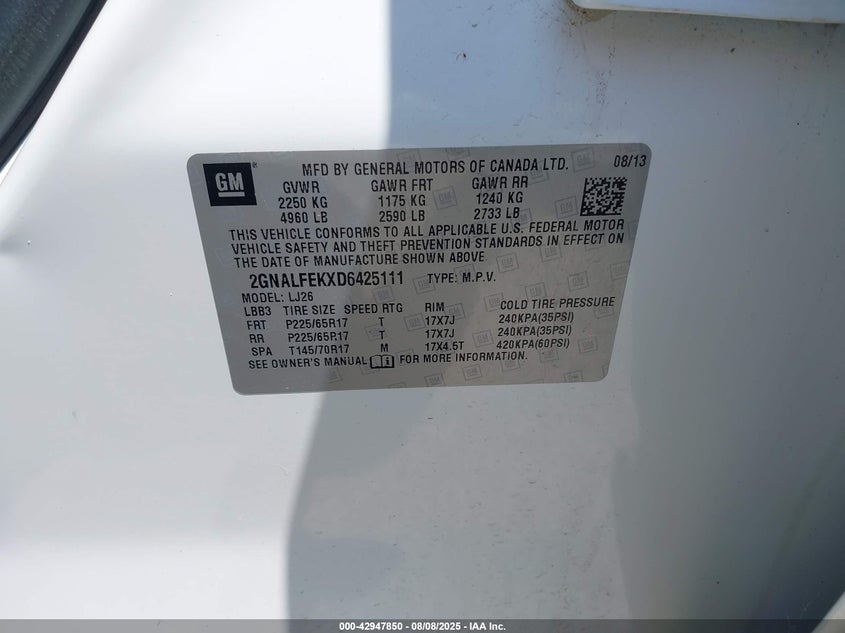 GM ® MFD BY GENERAL MOTORS OF CANADA LTD. 08/13
GVWR GAWR FRT GAWR RR
2250 KG 1175 KG 1240 KG
4960 LB 2590 LB 2733 LB
THIS VEHICLE CONFORMS TO ALL APPLICABLE U.S. FEDERAL MOTOR
VEHICLE SAFETY AND THEFT PREVENTION STANDARDS IN EFFECT ON
THE DATE OF MANUFACTURE SHOWN ABOVE
2GNALFEKXD6425111 TYPE: M.P.V.
MODEL: LJ26
LBB3 TIRE SIZE SPEED RTG RIM COLD TIRE PRESSURE
FRT P225/65R17 T 17X7J 240KPA(35PSI)
RR P225/65R17 T 17X7J 240KPA(35PSI)
SPA T145/70R17 M 17X4.5T 420KPA(60PSI)
SEE OWNER'S MANUAL FOR MORE INFORMATION.
000-42947850 - 08/08/2025 - IAA Inc.